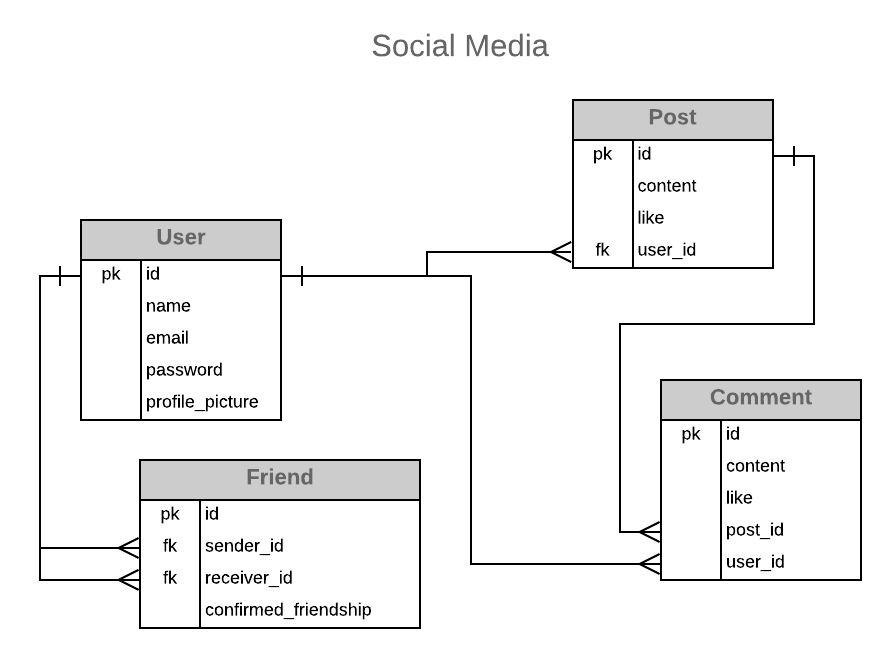 Social Media
Post
pk id
content
like
fk user_id
User
pk id
name
email
password
profile_picture
Comment
pk id
content
like
post_id
user_id
Friend
pk id
fk sender_id
fk receiver_id
confirmed_friendship